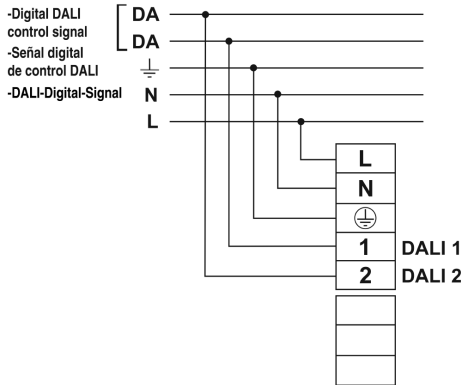 -Digital DALI
control signal
-Señal digital
de control DALI
-DALI-Digital-Signal
DA
DA
N
L
L
N
1 DALI 1
2 DALI 2